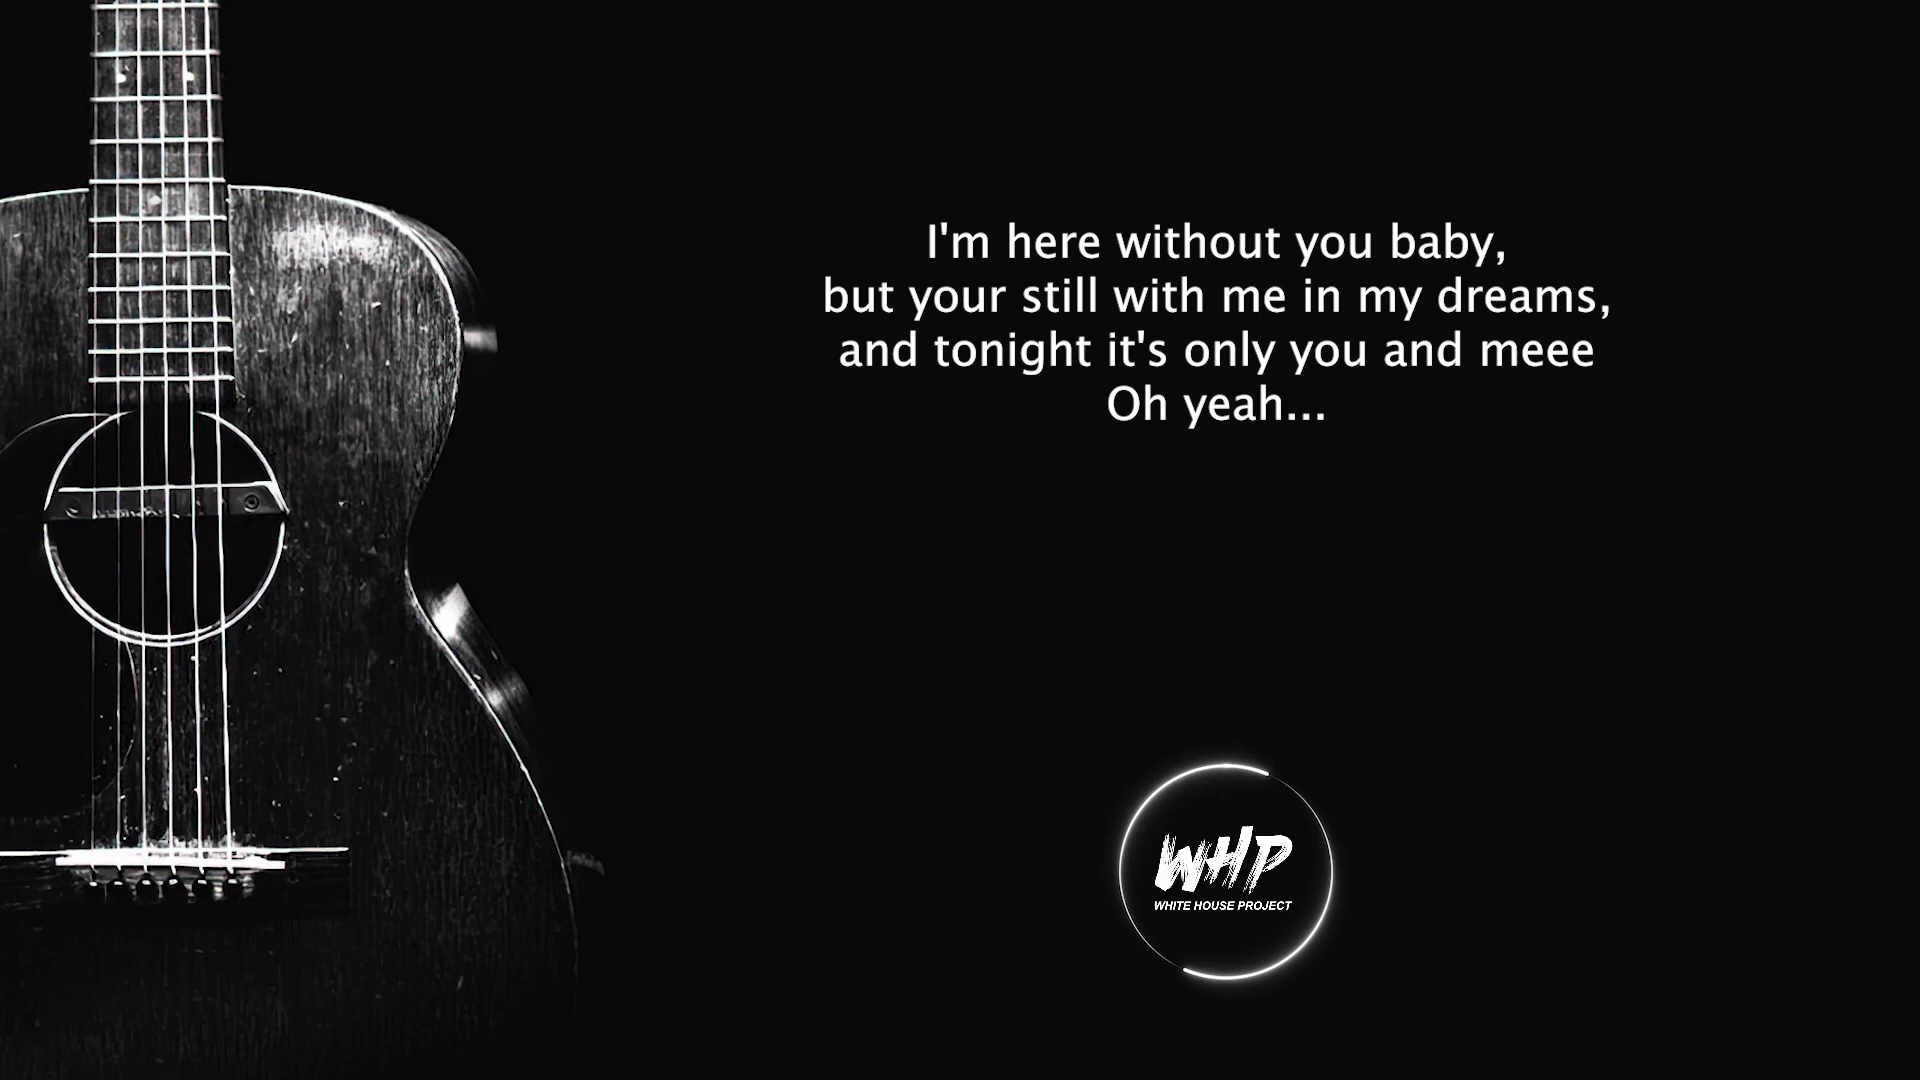 I'm here without you baby,
but your still with me in my dreams,
and tonight it's only you and meee
Oh yeah...
WHP
WHITE HOUSE PROJECT